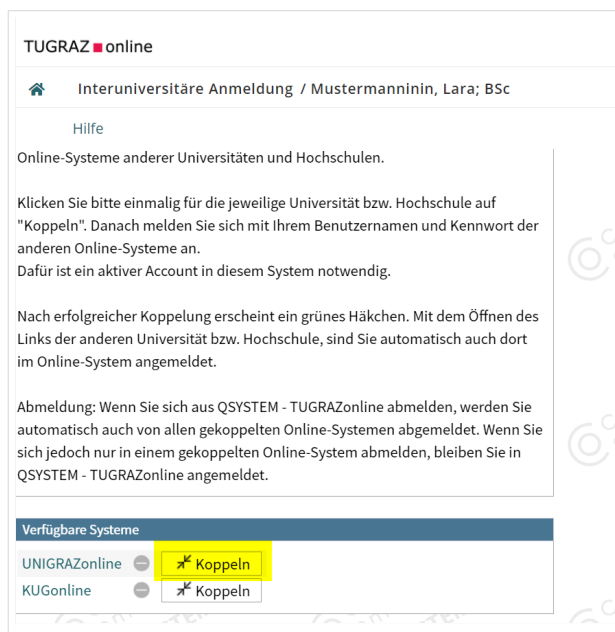 TUGRAZ online
Interuniversitäre Anmeldung / Mustermanninin, Lara; BSc
Hilfe
Online-Systeme anderer Universitäten und Hochschulen.
Klicken Sie bitte einmalig für die jeweilige Universität bzw. Hochschule auf
"Koppeln". Danach melden Sie sich mit Ihrem Benutzernamen und Kennwort der
anderen Online-Systeme an.
Dafür ist ein aktiver Account in diesem System notwendig.
Nach erfolgreicher Koppelung erscheint ein grünes Häkchen. Mit dem Öffnen des
Links der anderen Universität bzw. Hochschule, sind Sie automatisch auch dort
im Online-System angemeldet.
Abmeldung: Wenn Sie sich aus QSYSTEM - TUGRAZonline abmelden, werden Sie
automatisch auch von allen gekoppelten Online-Systemen abgemeldet. Wenn Sie
sich jedoch nur in einem gekoppelten Online-System abmelden, bleiben Sie in
QSYSTEM - TUGRAZonline angemeldet.
Verfügbare Systeme
UNIGRAZonline Koppeln
KUGonline Koppeln